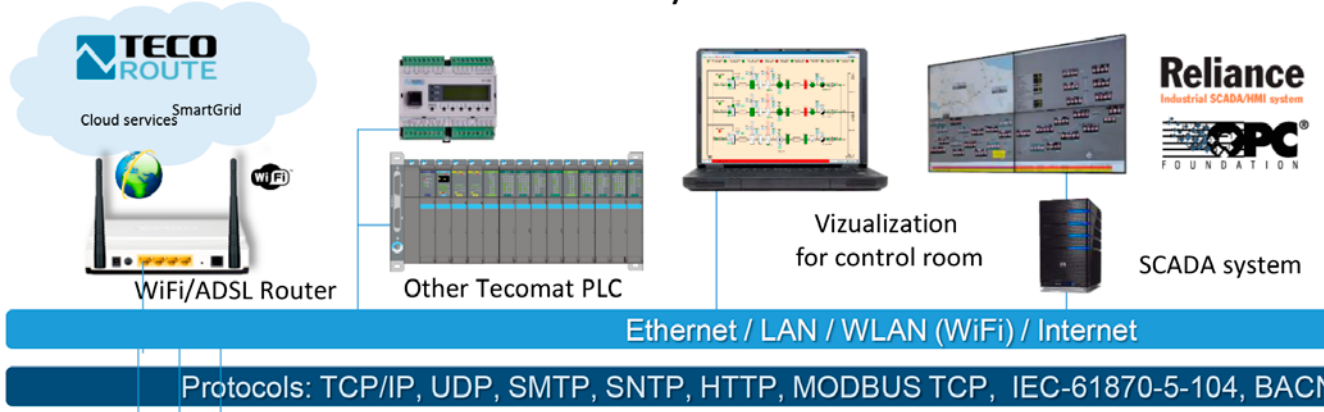 TECO
ROUTE
SmartGrid
Cloud services
WiFi
WiFi/ADSL Router
Other Tecomat PLC
Vizualization
for control room
Reliance
Industrial SCADA/HMI system
OPC®
FOUNDATION
SCADA system
Ethernet / LAN / WLAN (WiFi) / Internet
Protocols: TCP/IP, UDP, SMTP, SNTP, HTTP, MODBUS TCP, IEC-61870-5-104, BACN